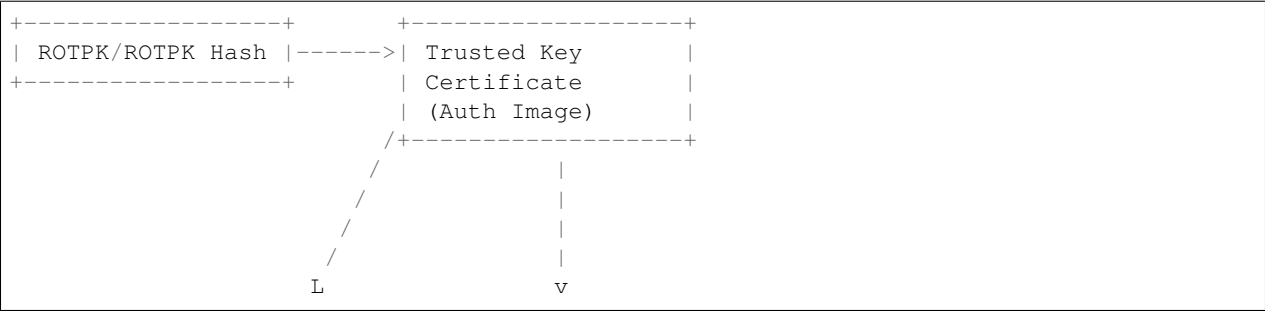 +------------------+       +-------------------+
| ROTPK/ROTPK Hash |------>| Trusted Key       |
+------------------+       | Certificate       |
                           | (Auth Image)      |
                          /+-------------------+
                         /            |
                        /             |
                       /              |
                      /               |
                     L                v